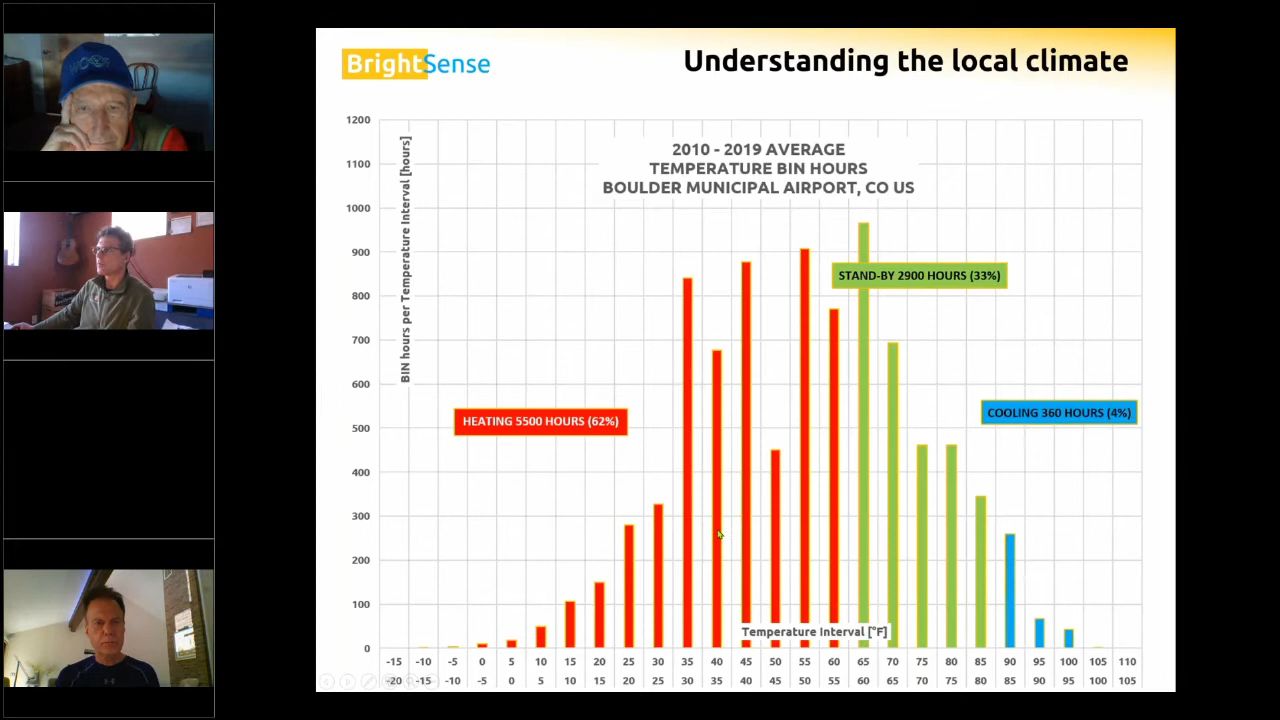 BrightSense
Understanding the local climate
2010 - 2019 AVERAGE
TEMPERATURE BIN HOURS
BOULDER MUNICIPAL AIRPORT, CO US
BIN hours per Temperature Interval [hours]
1200
1100
1000
900
800
700
600
500
400
300
200
100
0
STAND-BY 2900 HOURS (33%)
COOLING 360 HOURS (4%)
HEATING 5500 HOURS (62%)
Temperature Interval [°F]
-15 -10 -5 0 5 10 15 20 25 30 35 40 45 50 55 60 65 70 75 80 85 90 95 100 105 110
-20 -15 -10 -5 0 5 10 15 20 25 30 35 40 45 50 55 60 65 70 75 80 85 90 95 100 105